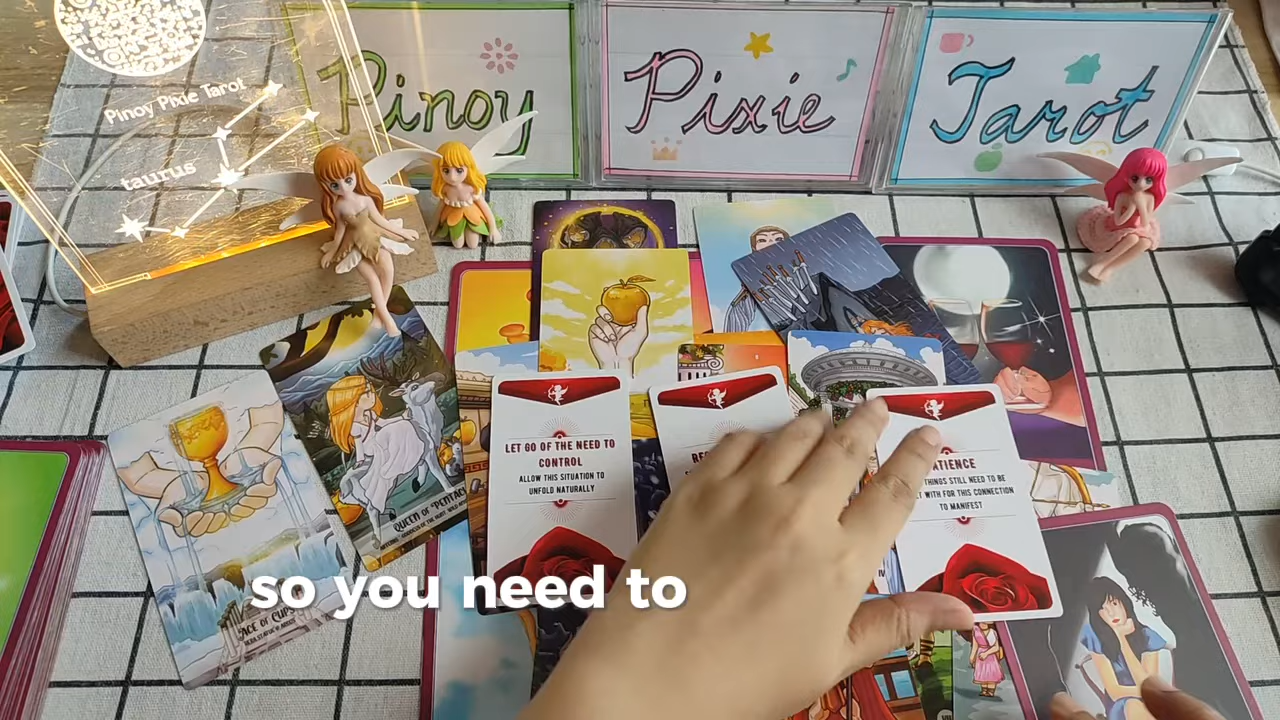 Pinoy
Pixie
Tarot
Pinoy Pixie Tarot
taurus
LET GO OF THE NEED TO
CONTROL
ALLOW THIS SITUATION TO
UNFOLD NATURALLY
ATIENCE
THINGS STILL NEED TO BE
WITH FOR THIS CONNECTION
TO MANIFEST
QUEEN OF PENTAC
ACE OF CUPS
so you need to